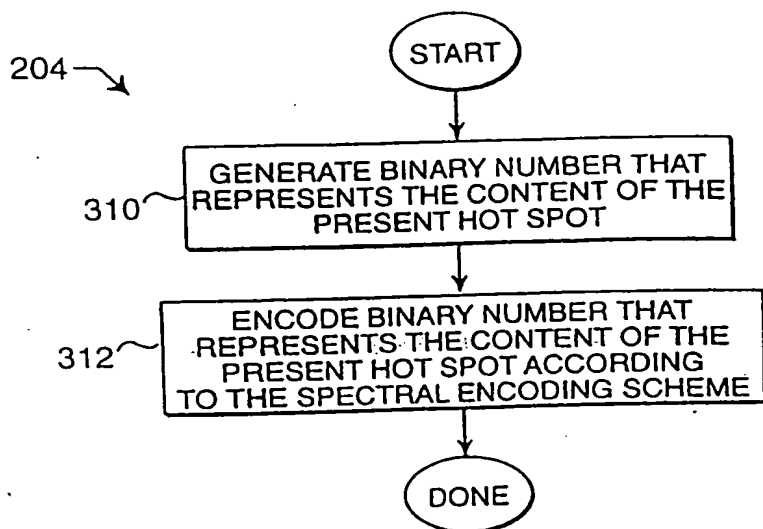 START
204
GENERATE BINARY NUMBER THAT
REPRESENTS THE CONTENT OF THE
PRESENT HOT SPOT.
310
ENCODE BINARY NUMBER THAT
REPRESENTS THE CONTENT OF THE
PRESENT HOT SPOT ACCORDING
TO THE SPECTRAL ENCODING SCHEME
312
DONE